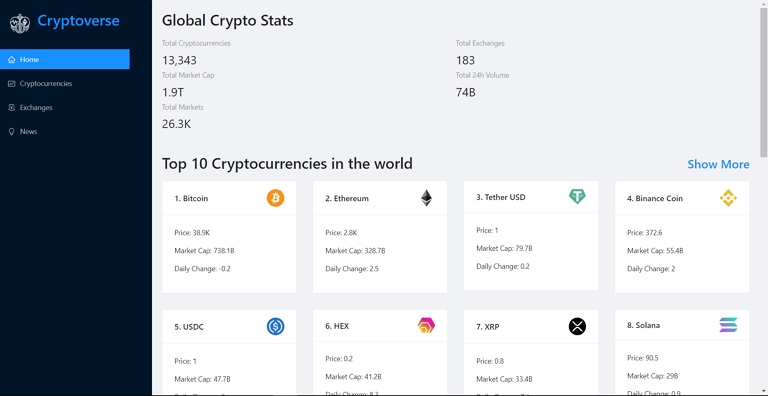 Cryptoverse
Home
Cryptocurrencies
Exchanges
News
Global Crypto Stats
Total Cryptocurrencies
13,343
Total Exchanges
183
Total Market Cap
1.9T
Total 24h Volume
74B
Total Markets
26.3K
Top 10 Cryptocurrencies in the world
Show More
1. Bitcoin
Price: 38.9K
Market Cap: 738.1B
Daily Change: -0.2
2. Ethereum
Price: 2.8K
Market Cap: 328.7B
Daily Change: 2.5
3. Tether USD
Price: 1
Market Cap: 79.7B
Daily Change: 0.2
4. Binance Coin
Price: 372.6
Market Cap: 55.4B
Daily Change: 2
5. USDC
Price: 1
Market Cap: 47.7B
6. HEX
Price: 0.2
Market Cap: 41.2B
7. XRP
Price: 0.8
Market Cap: 33.4B
8. Solana
Price: 90.5
Market Cap: 29B
Daily Change: 0.9